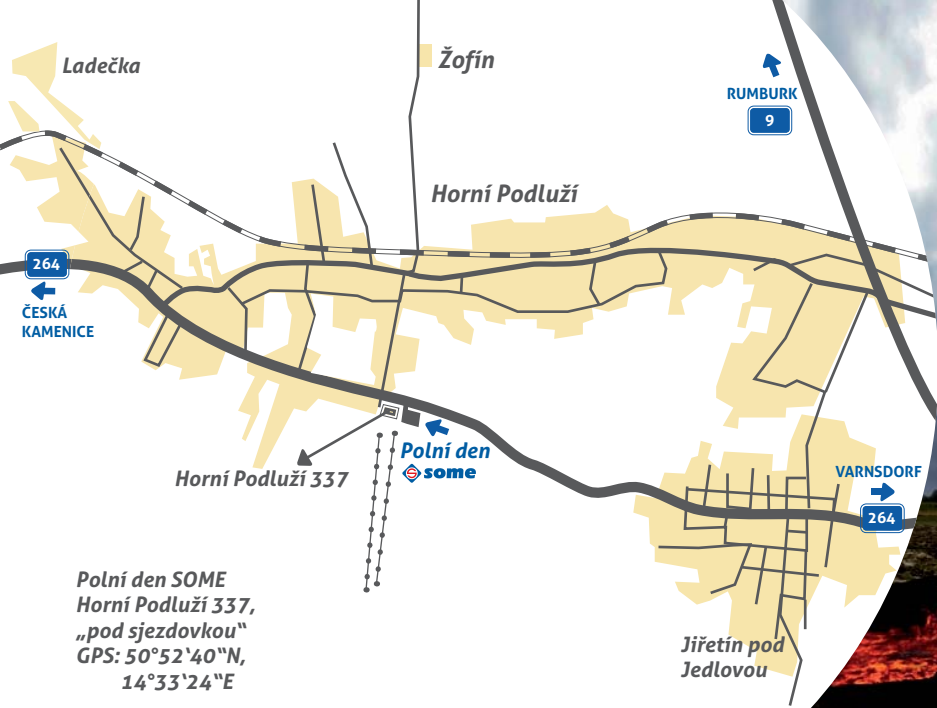 Ladečka
Žofín
RUMBURK
9
Horní Podluží
264
ČESKÁ
KAMENICE
Polní den
some
Horní Podluží 337
VARNSDORF
264
Polní den SOME
Horní Podluží 337,
„pod sjezdovkou“
GPS: 50°52‘40“N,
14°33‘24“E
Jiřetín pod
Jedlovou